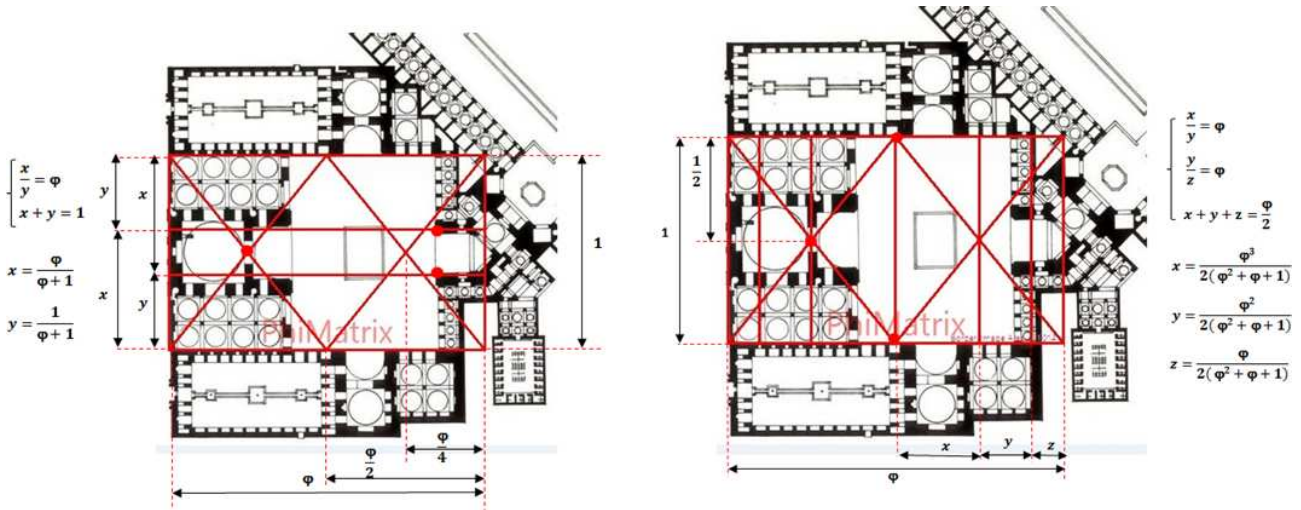 x/y = φ
x + y = 1
x = φ/(φ+1)
y = 1/(φ+1)
y
x
x
y
PhiMatrix
1
φ/4
φ/2
φ
1/2
1
PhiMatrix
x
y
z
φ
x/y = φ
y/z = φ
x + y + z = φ/2
x = φ³/(2(φ² + φ + 1))
y = φ²/(2(φ² + φ + 1))
z = φ/(2(φ² + φ + 1))